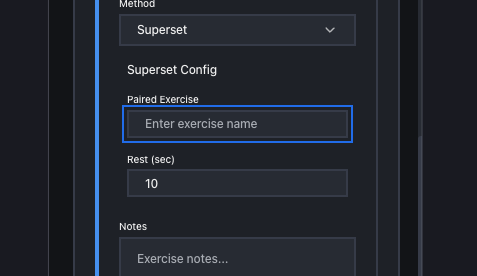 Method
Superset
Superset Config
Paired Exercise
Enter exercise name
Rest (sec)
10
Notes
Exercise notes...